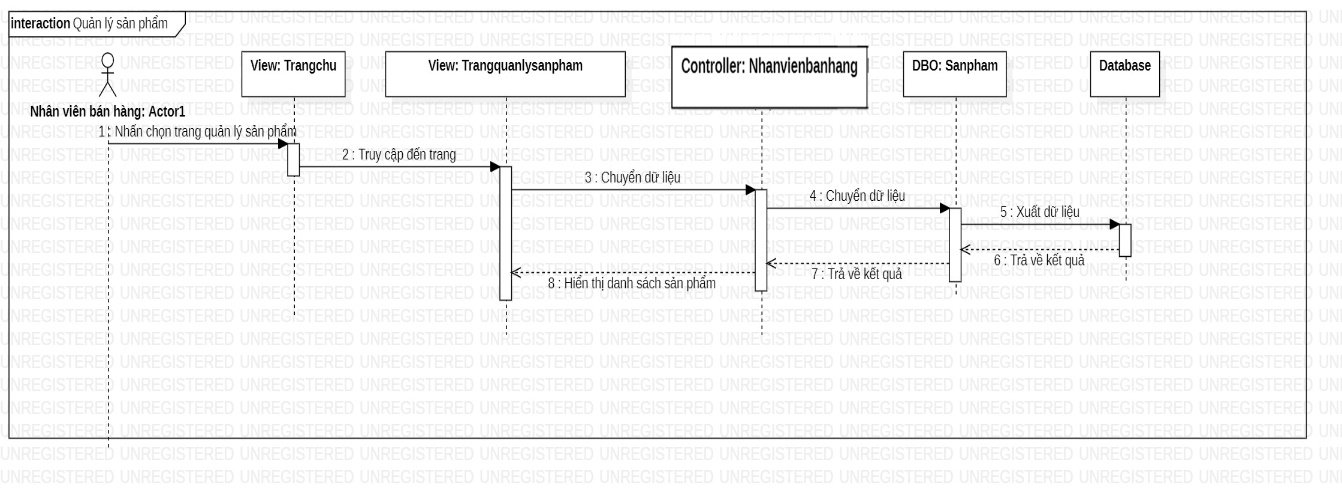 interaction Quản lý sản phẩm
View: Trangchu
View: Trangquanlysanpham
Controller: Nhanvienbanhang
DBO: Sanpham
Database
Nhân viên bán hàng: Actor1
1 : Nhấn chọn trang quản lý sản phẩm
2 : Truy cập đến trang
3 : Chuyển dữ liệu
4 : Chuyển dữ liệu
5 : Xuất dữ liệu
6 : Trả về kết quả
7 : Trả về kết quả
8 : Hiển thị danh sách sản phẩm
UNREGISTERED